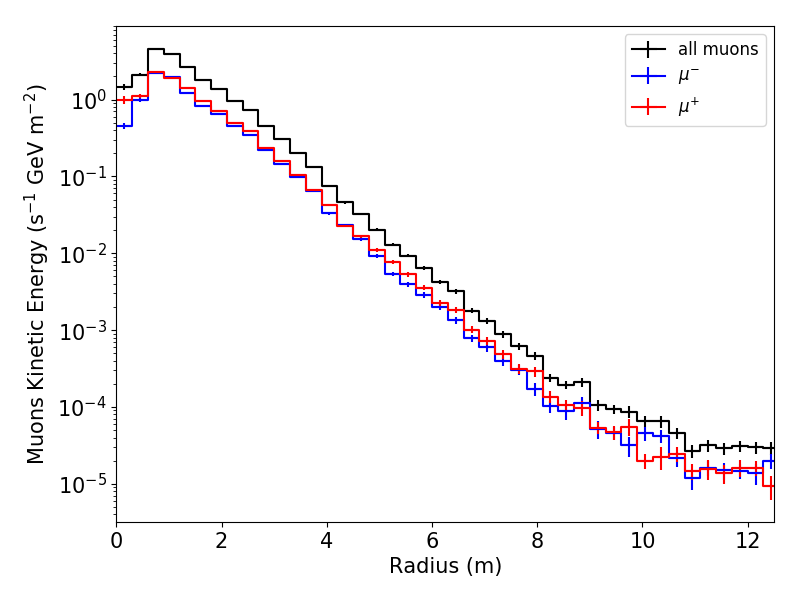 all muons
μ⁻
μ⁺
Muons Kinetic Energy (s⁻¹ GeV m⁻²)
10⁰
10⁻¹
10⁻²
10⁻³
10⁻⁴
10⁻⁵
0 2 4 6 8 10 12
Radius (m)